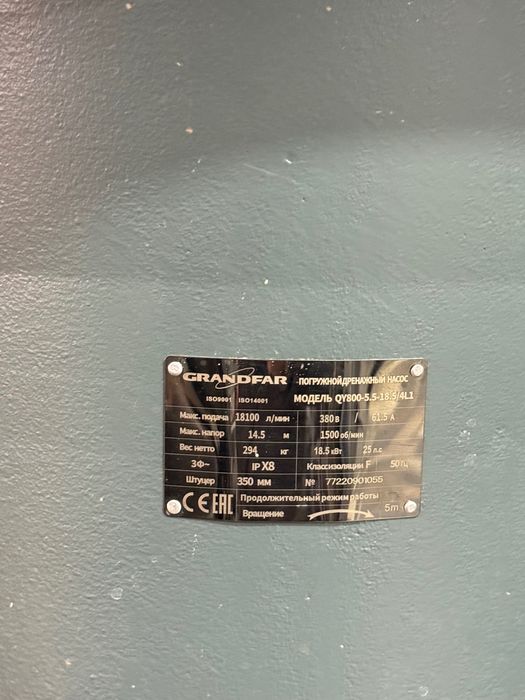 GRANDFAR
ПОГРУЖНОЙ ДРЕНАЖНЫЙ НАСОС
ISO9001 ISO14001
МОДЕЛЬ QY800-5.5-18.5/4L1
Макс. подача 18100 л/мин 380 В / 61.5 А
Макс. напор 14.5 м 1500 об/мин
Вес нетто 294 кг 18.5 кВт 25 л.с
3Ф~ IP X8 Класс изоляции F 50 Гц
Штуцер 350 мм № 77220901055
CE EAC Продолжительный режим работы
Вращение 5m